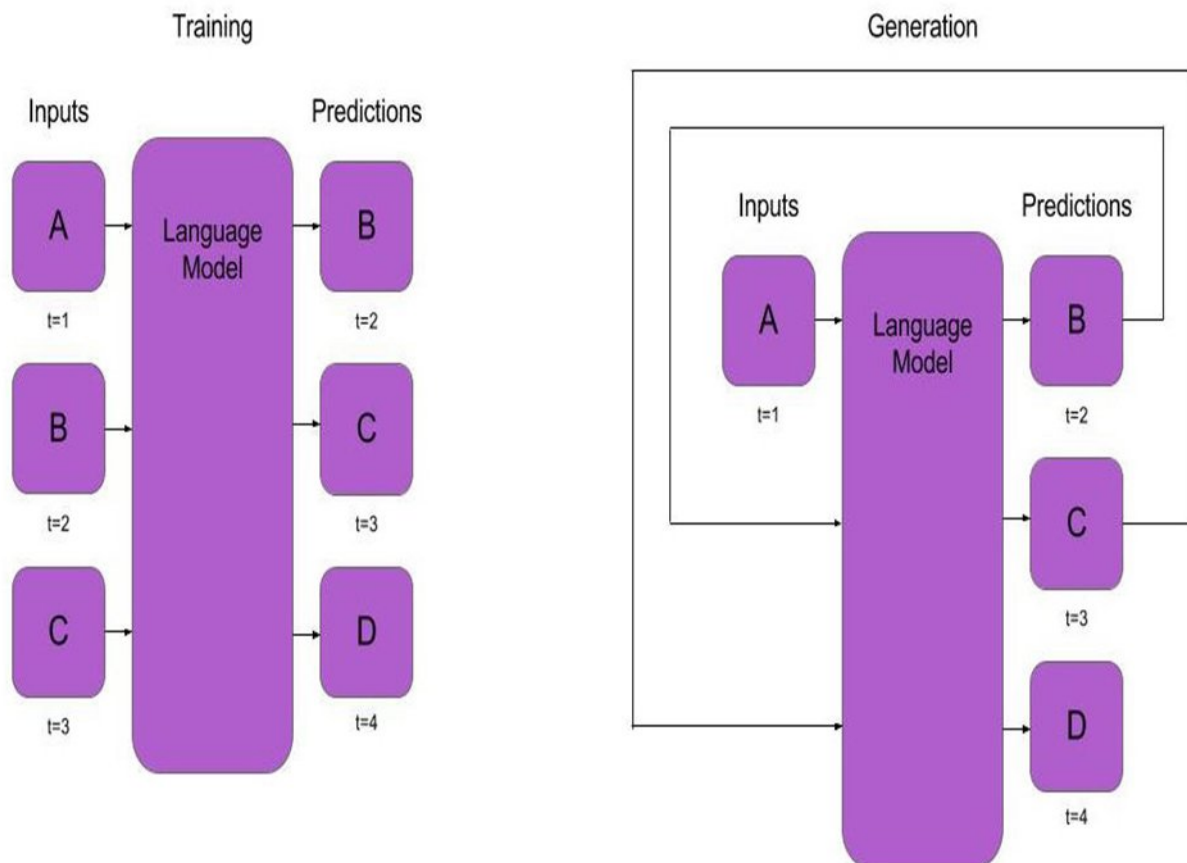 Training
Inputs
Predictions
A
Language
Model
B
t=1
t=2
B
C
t=2
t=3
C
D
t=3
t=4
Generation
Inputs
Predictions
A
Language
Model
B
t=1
t=2
C
t=3
D
t=4